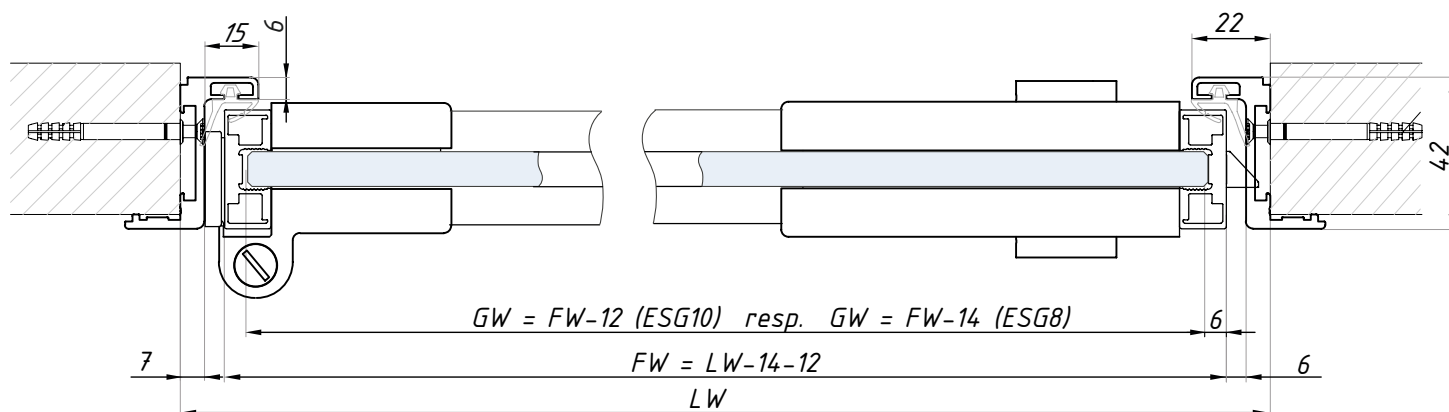 15
6
22
42
GW = FW-12 (ESG10) resp. GW = FW-14 (ESG8)
6
7
FW = LW-14-12
6
LW